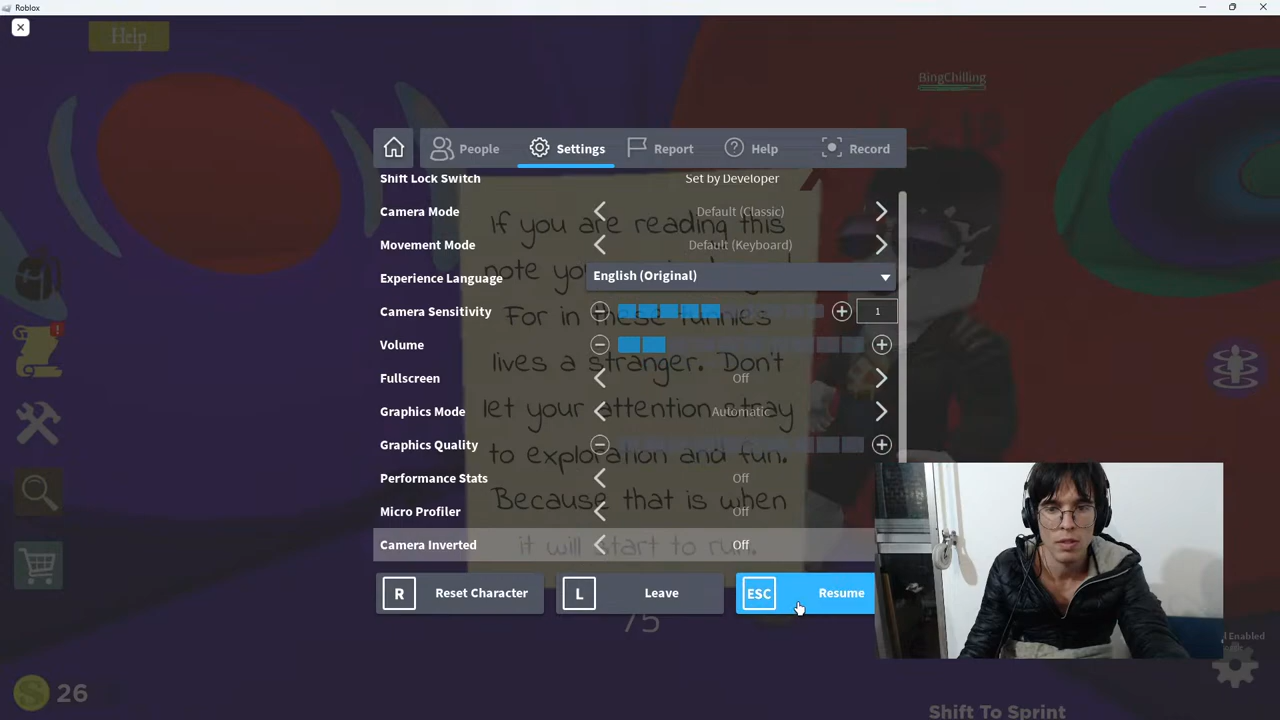 Roblox
Help
BingChilling
People
Settings
Report
Help
Record
Shift Lock Switch
Set by Developer
Camera Mode
Default (Classic)
Movement Mode
Default (Keyboard)
Experience Language
English (Original)
Camera Sensitivity
1
Volume
Fullscreen
Off
Graphics Mode
Automatic
Graphics Quality
Performance Stats
Off
Micro Profiler
Off
Camera Inverted
Off
R
Reset Character
L
Leave
ESC
Resume
If you are reading this
note you
For in these funnies
lives a stranger. Don't
let your attention stray
to exploration and fun.
Because that is when
it will start to run.
75
26
Enabled
Shift To Sprint